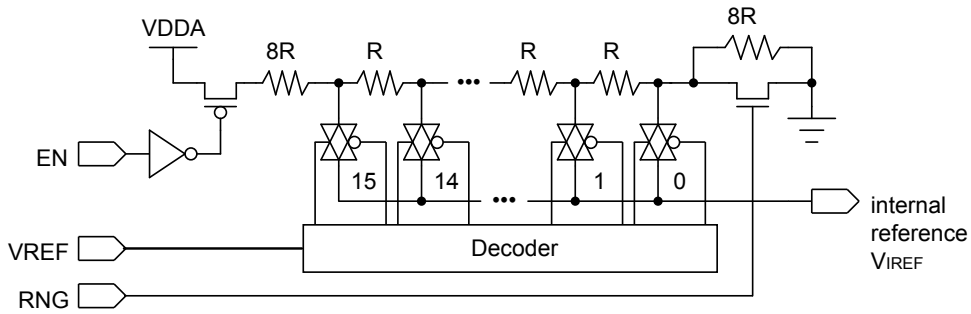 8R
VDDA
8R
R
R
R
•••
EN
15
14
1
0
•••
internal
reference
VIREF
VREF
Decoder
RNG